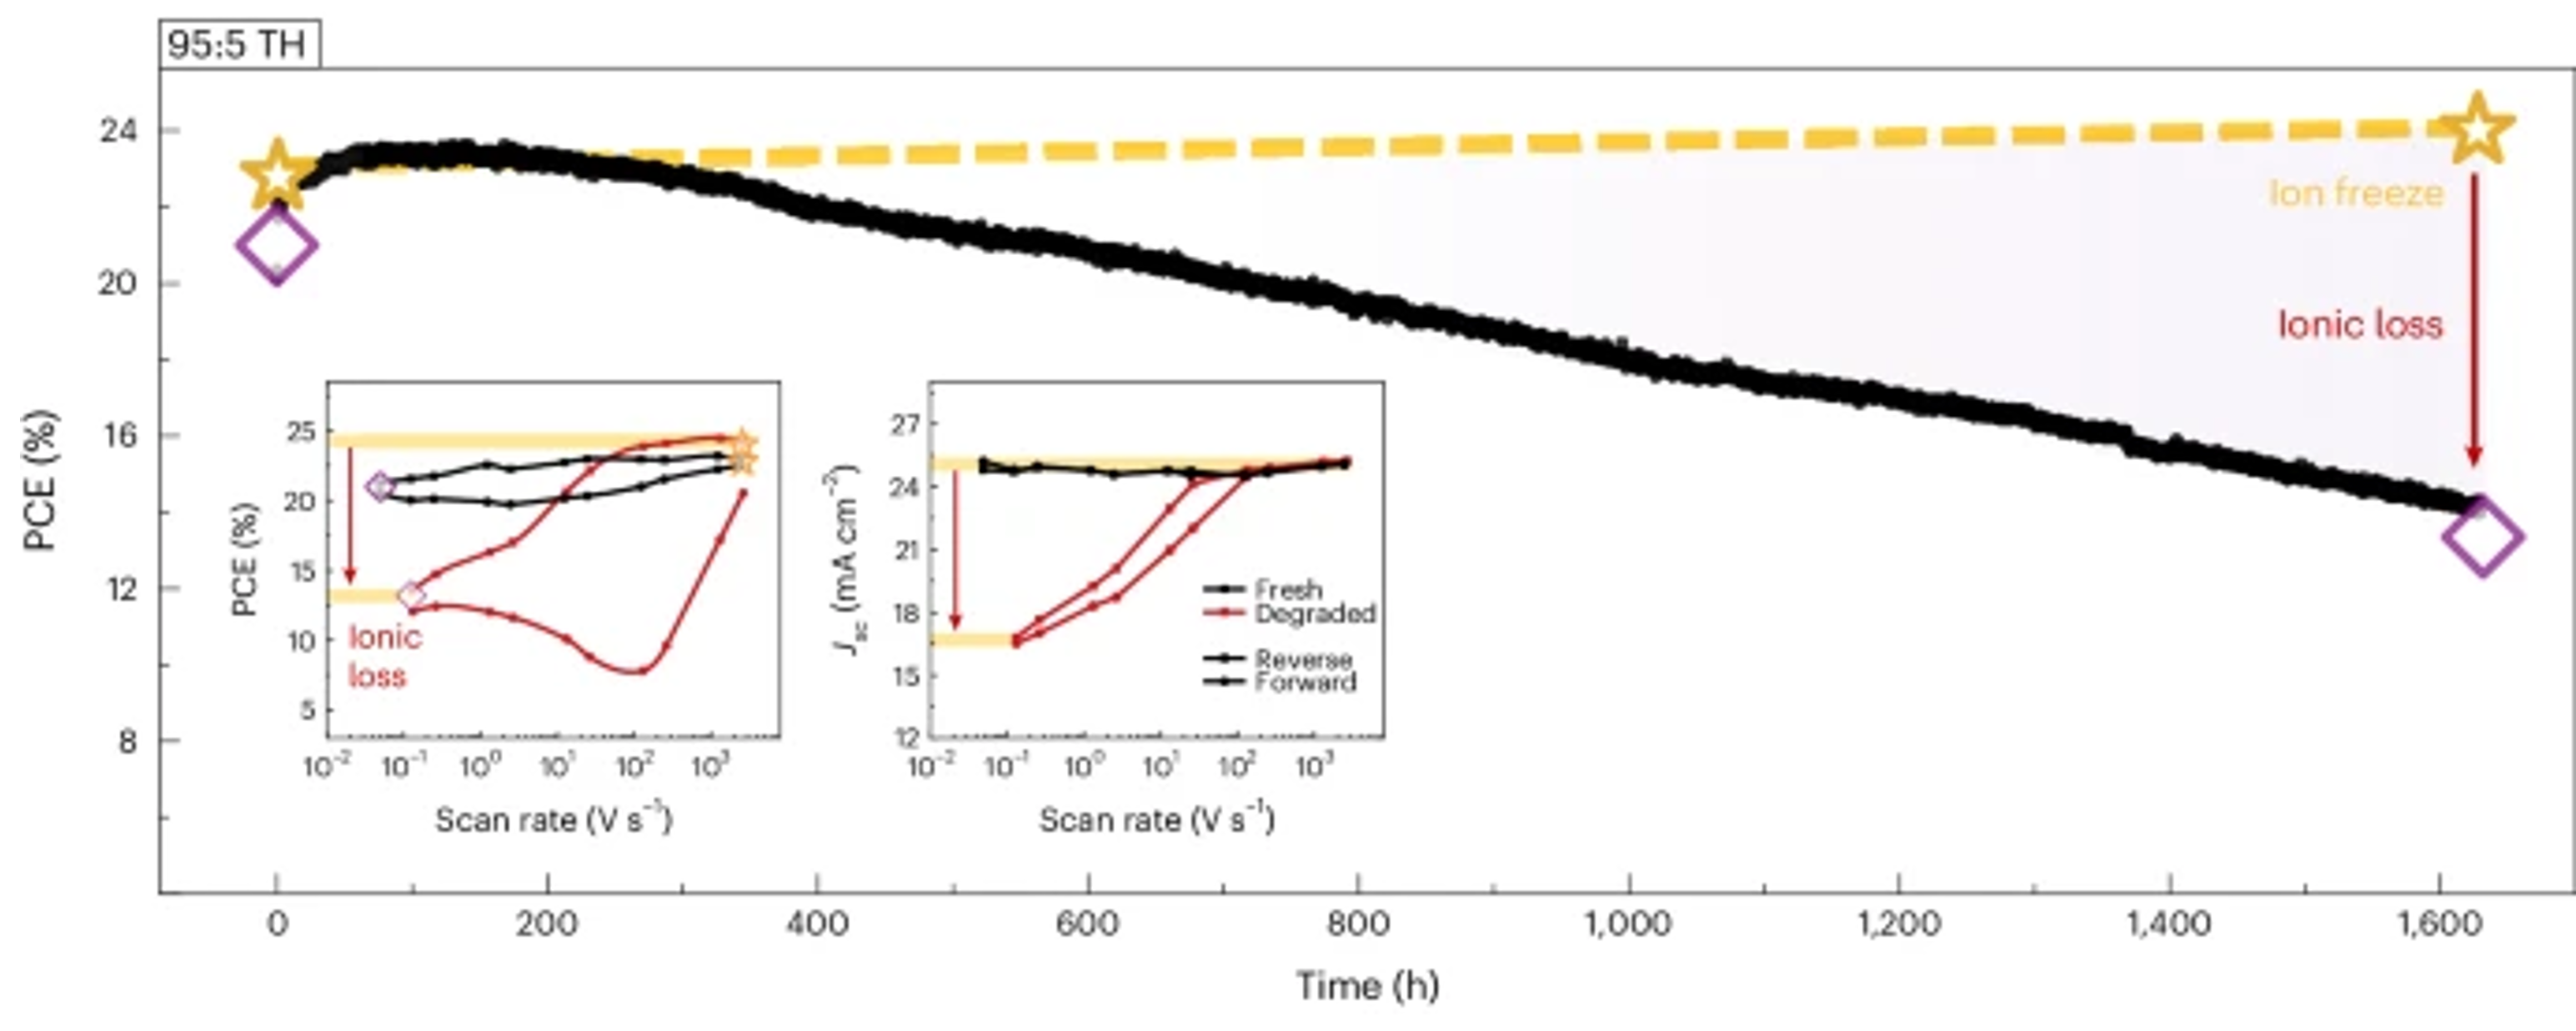 95:5 TH
PCE (%)
24
20
16
12
8
Ion freeze
Ionic loss
PCE (%)
25
20
15
10
5
Ionic
loss
10⁻² 10⁻¹ 10⁰ 10¹ 10² 10³
Scan rate (V s⁻¹)
Jsc (mA cm⁻²)
27
24
21
18
15
12
Fresh
Degraded
Reverse
Forward
10⁻² 10⁻¹ 10⁰ 10¹ 10² 10³
Scan rate (V s⁻¹)
0 200 400 600 800 1,000 1,200 1,400 1,600
Time (h)